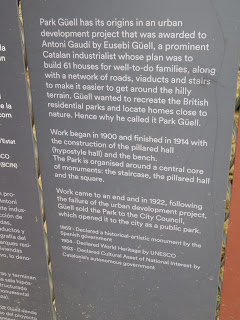 Park Güell has its origins in an urban
development project that was awarded to
Antoni Gaudí by Eusebi Güell, a prominent
Catalan industrialist whose plan was to
build 61 houses for well-to-do families, along
with a network of roads, viaducts and stairs
to make it easier to get around the hilly
terrain. Güell wanted to recreate the British
residential parks and locate homes close to
nature. Hence why he called it Park Güell.
Work began in 1900 and finished in 1914 with
the construction of the pillared hall
(hypostyle hall) and the bench.
The Park is organised around a central core
of monuments: the staircase, the pillared hall
and the square.
Work came to an end and in 1922, following
the failure of the urban development project,
Güell sold the Park to the City Council,
which opened it to the city as a public park.
1969 - Declared a historical-artistic monument by the
Spanish government
1984 - Declared World Heritage by UNESCO
1993 - Declared Cultural Asset of National Interest by
Catalonia's autonomous government